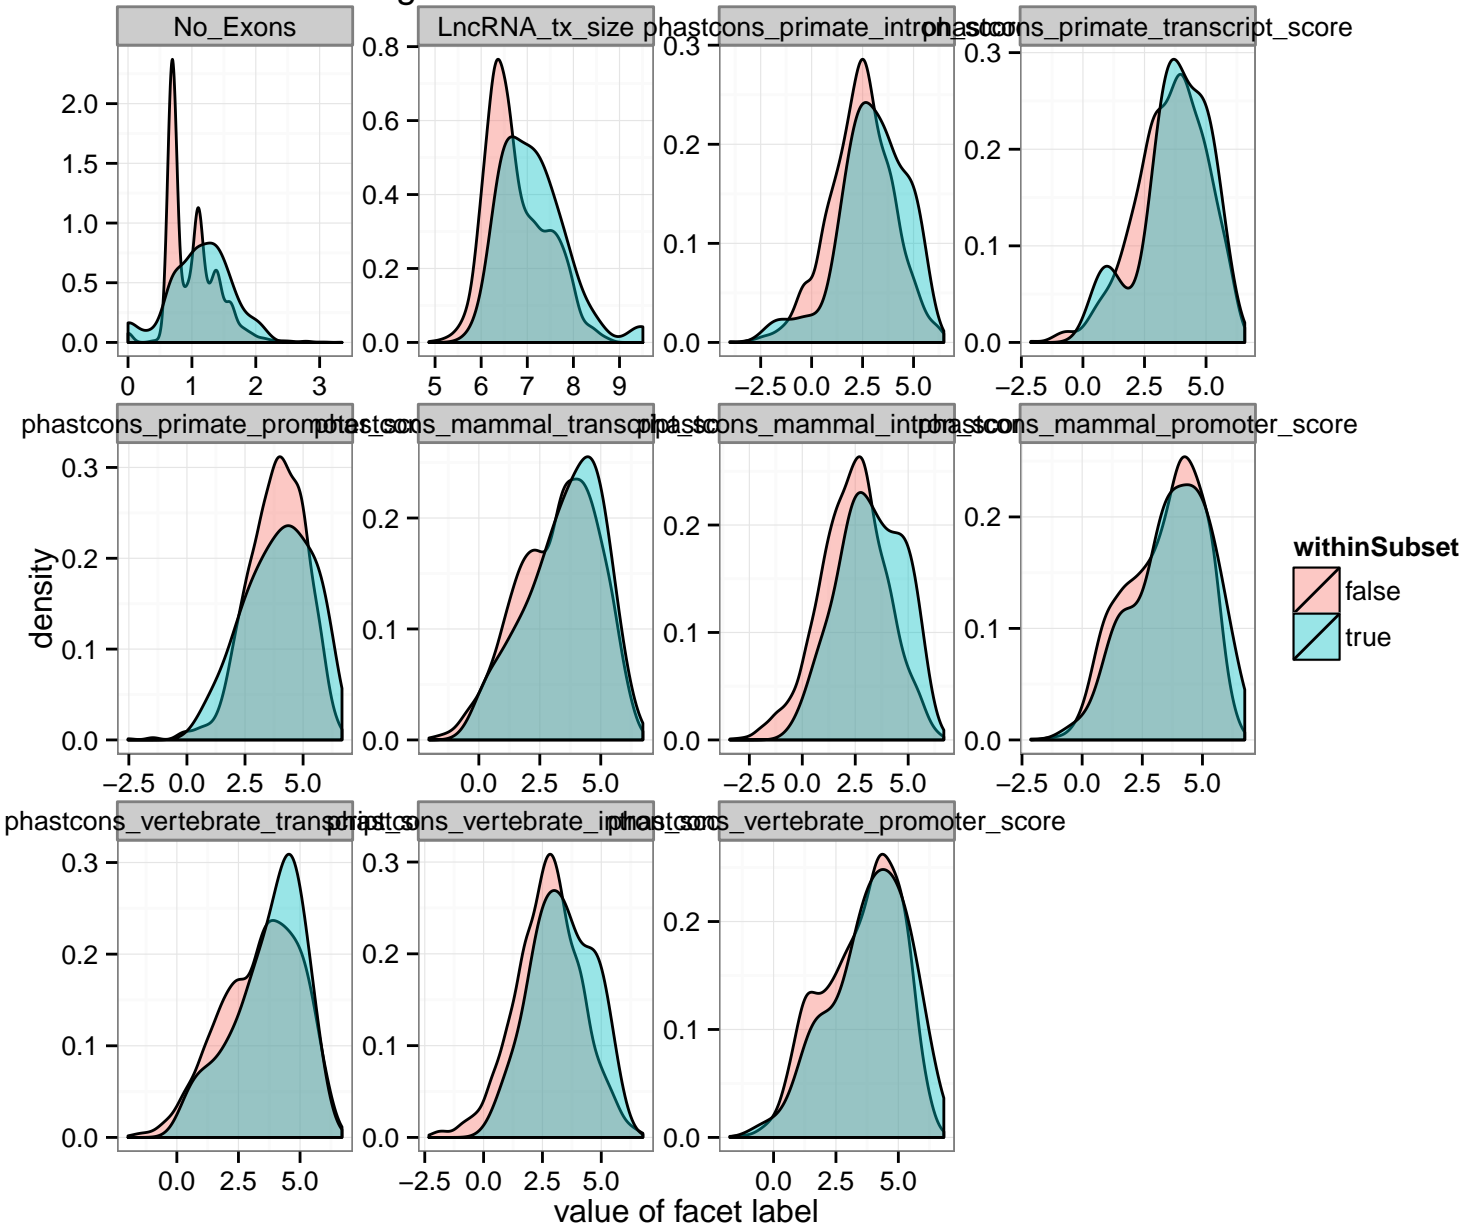 g
No_Exons LncRNA_tx_size phastcons_primate_intron_score phastcons_primate_transcript_score
2.0
1.5
1.0
0.5
0.0
0 1 2 3
0.8
0.6
0.4
0.2
0.0
5 6 7 8 9
0.3
0.2
0.1
0.0
−2.5 0.0 2.5 5.0
0.3
0.2
0.1
0.0
−2.5 0.0 2.5 5.0
phastcons_primate_promoter_score phastcons_mammal_transcript_score phastcons_mammal_intron_score phastcons_mammal_promoter_score
0.3
0.2
0.1
0.0
−2.5 0.0 2.5 5.0
0.2
0.1
0.0
0.0 2.5 5.0
0.2
0.1
0.0
−2.5 0.0 2.5 5.0
0.2
0.1
0.0
−2.5 0.0 2.5 5.0
phastcons_vertebrate_transcript_score phastcons_vertebrate_intron_score phastcons_vertebrate_promoter_score
0.3
0.2
0.1
0.0
0.0 2.5 5.0
0.3
0.2
0.1
0.0
−2.5 0.0 2.5 5.0
0.2
0.1
0.0
0.0 2.5 5.0
density
value of facet label
withinSubset
false
true